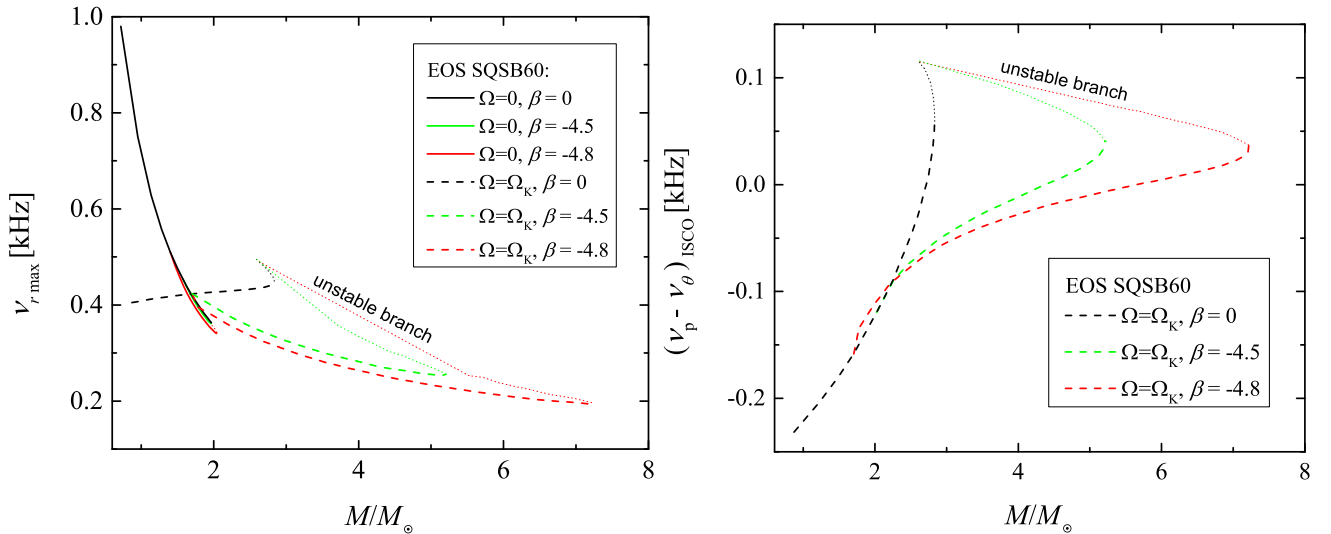 1.0
0.8
0.6
0.4
0.2
ν_{r max} [kHz]
EOS SQSB60:
Ω=0, β = 0
Ω=0, β = -4.5
Ω=0, β = -4.8
Ω=Ω_K, β = 0
Ω=Ω_K, β = -4.5
Ω=Ω_K, β = -4.8
unstable branch
2 4 6 8
M/M_⊙
0.1
0.0
-0.1
-0.2
(ν_p - ν_θ)_{ISCO} [kHz]
unstable branch
EOS SQSB60
Ω=Ω_K, β = 0
Ω=Ω_K, β = -4.5
Ω=Ω_K, β = -4.8
2 4 6 8
M/M_⊙